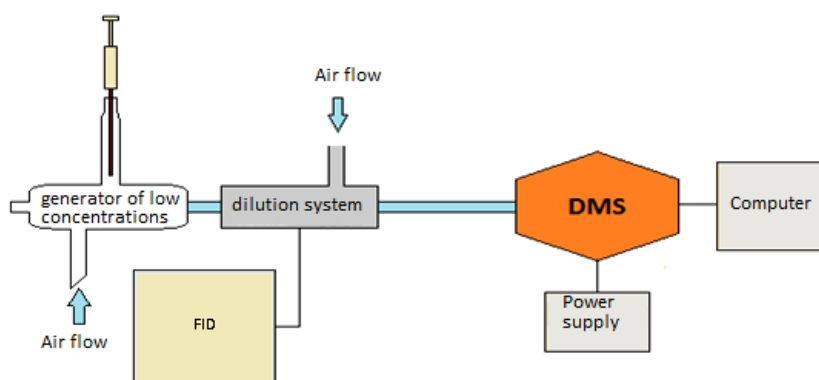 Air flow
generator of low
concentrations
dilution system
DMS
Computer
Power
supply
FID
Air flow